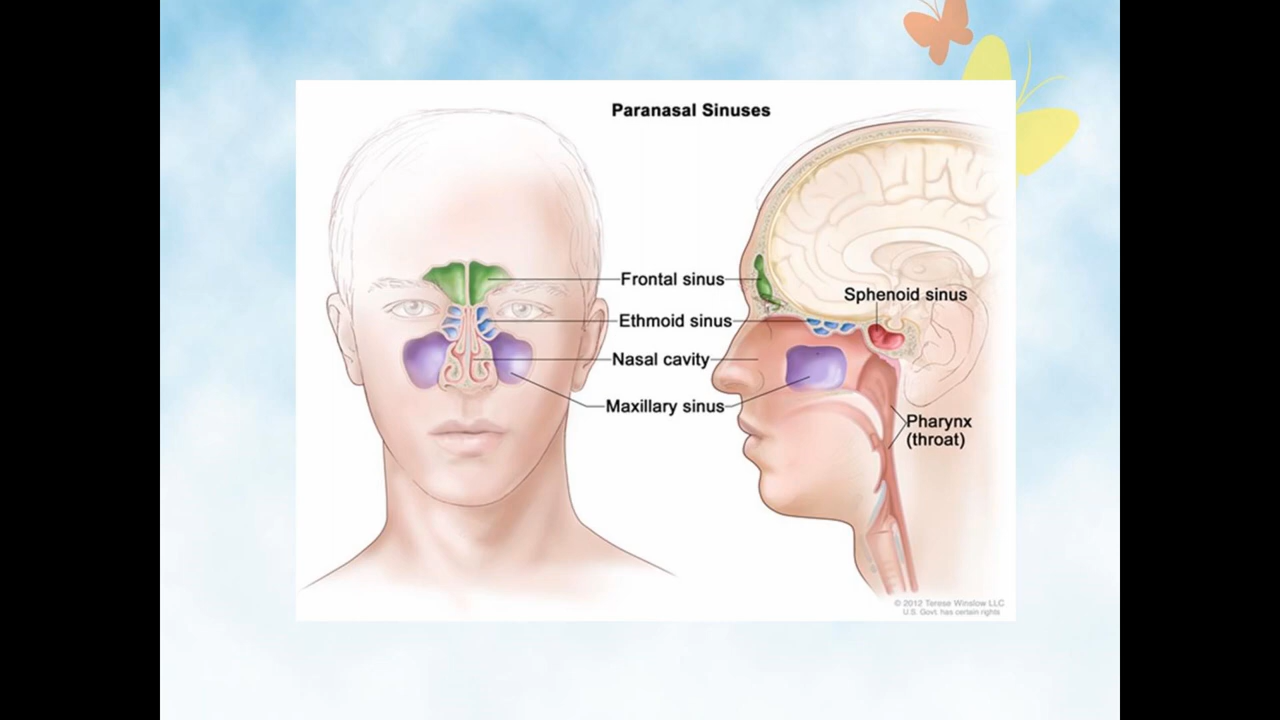 Paranasal Sinuses
Frontal sinus
Sphenoid sinus
Ethmoid sinus
Nasal cavity
Maxillary sinus
Pharynx
(throat)
© 2012 Terese Winslow LLC
U.S. Govt. has certain rights